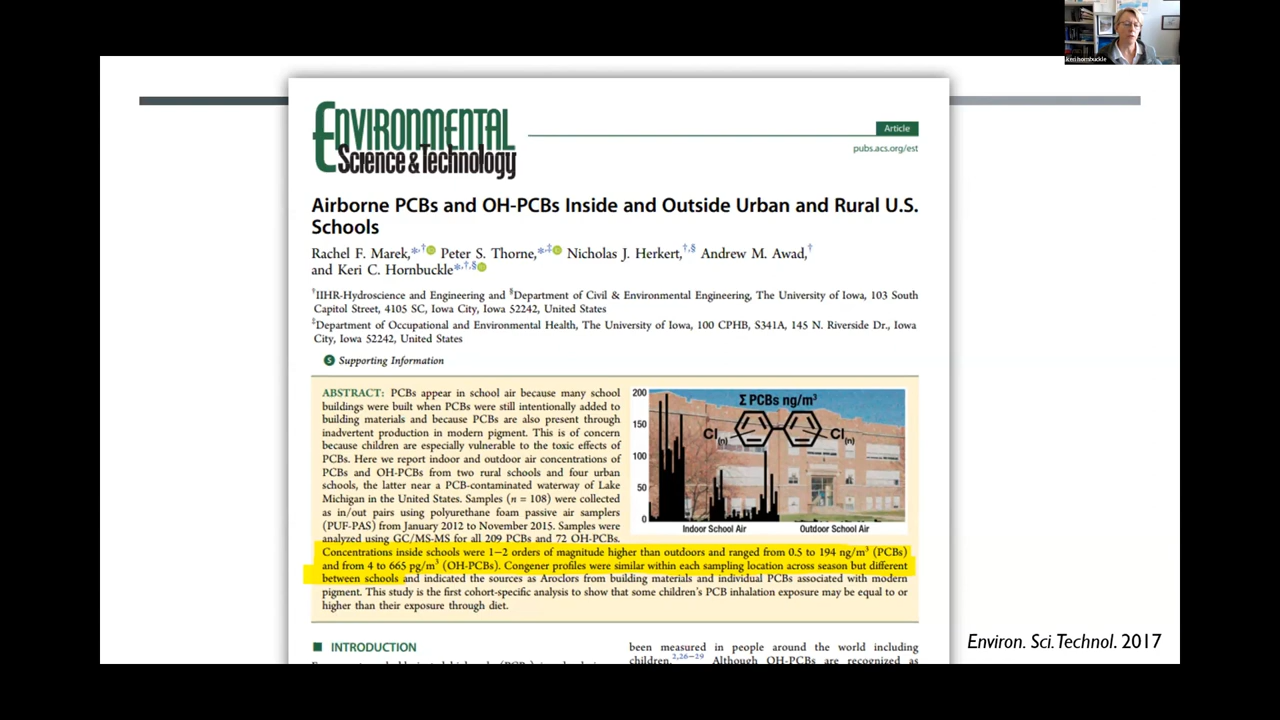 keri hornbuckle
ENVIRONMENTAL
Science & Technology
Article
pubs.acs.org/est
Airborne PCBs and OH-PCBs Inside and Outside Urban and Rural U.S.
Schools
Rachel F. Marek,*,† Peter S. Thorne,*,‡ Nicholas J. Herkert,†,§ Andrew M. Awad,†
and Keri C. Hornbuckle*,†,§
†IIHR-Hydroscience and Engineering and §Department of Civil & Environmental Engineering, The University of Iowa, 103 South
Capitol Street, 4105 SC, Iowa City, Iowa 52242, United States
‡Department of Occupational and Environmental Health, The University of Iowa, 100 CPHB, S341A, 145 N. Riverside Dr., Iowa
City, Iowa 52242, United States
S Supporting Information
ABSTRACT: PCBs appear in school air because many school
buildings were built when PCBs were still intentionally added to
building materials and because PCBs are also present through
inadvertent production in modern pigment. This is of concern
because children are especially vulnerable to the toxic effects of
PCBs. Here we report indoor and outdoor air concentrations of
PCBs and OH-PCBs from two rural schools and four urban
schools, the latter near a PCB-contaminated waterway of Lake
Michigan in the United States. Samples (n = 108) were collected
as in/out pairs using polyurethane foam passive air samplers
(PUF-PAS) from January 2012 to November 2015. Samples were
analyzed using GC/MS-MS for all 209 PCBs and 72 OH-PCBs.
Concentrations inside schools were 1−2 orders of magnitude higher than outdoors and ranged from 0.5 to 194 ng/m³ (PCBs)
and from 4 to 665 pg/m³ (OH-PCBs). Congener profiles were similar within each sampling location across season but different
between schools and indicated the sources as Aroclors from building materials and individual PCBs associated with modern
pigment. This study is the first cohort-specific analysis to show that some children's PCB inhalation exposure may be equal to or
higher than their exposure through diet.
200
150
100
50
0
Σ PCBs ng/m³
Cl(n)
Cl(n)
Indoor School Air
Outdoor School Air
INTRODUCTION
been measured in people around the world including
children.2,26−29 Although OH-PCBs are recognized as
Environ. Sci. Technol. 2017